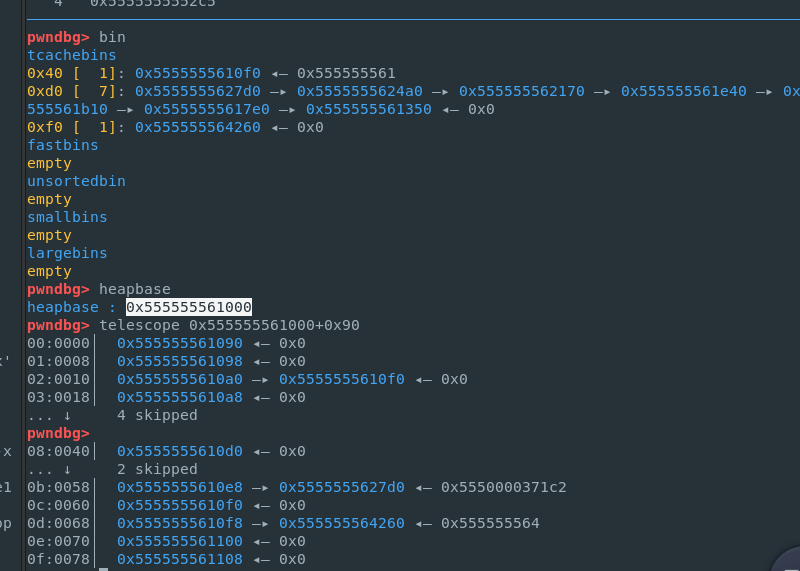 4   0x5555555552c5
pwndbg> bin
tcachebins
0x40 [  1]: 0x5555555610f0 ◂— 0x555555561
0xd0 [  7]: 0x5555555627d0 —▸ 0x5555555624a0 —▸ 0x555555562170 —▸ 0x555555561e40 —▸ 0x
555561b10 —▸ 0x5555555617e0 —▸ 0x555555561350 ◂— 0x0
0xf0 [  1]: 0x555555564260 ◂— 0x0
fastbins
empty
unsortedbin
empty
smallbins
empty
largebins
empty
pwndbg> heapbase
heapbase : 0x555555561000
pwndbg> telescope 0x555555561000+0x90
00:0000│  0x555555561090 ◂— 0x0
01:0008│  0x555555561098 ◂— 0x0
02:0010│  0x5555555610a0 —▸ 0x5555555610f0 ◂— 0x0
03:0018│  0x5555555610a8 ◂— 0x0
... ↓     4 skipped
pwndbg>
08:0040│  0x5555555610d0 ◂— 0x0
... ↓     2 skipped
0b:0058│  0x5555555610e8 —▸ 0x5555555627d0 ◂— 0x5550000371c2
0c:0060│  0x5555555610f0 ◂— 0x0
0d:0068│  0x5555555610f8 —▸ 0x555555564260 ◂— 0x555555564
0e:0070│  0x555555561100 ◂— 0x0
0f:0078│  0x555555561108 ◂— 0x0